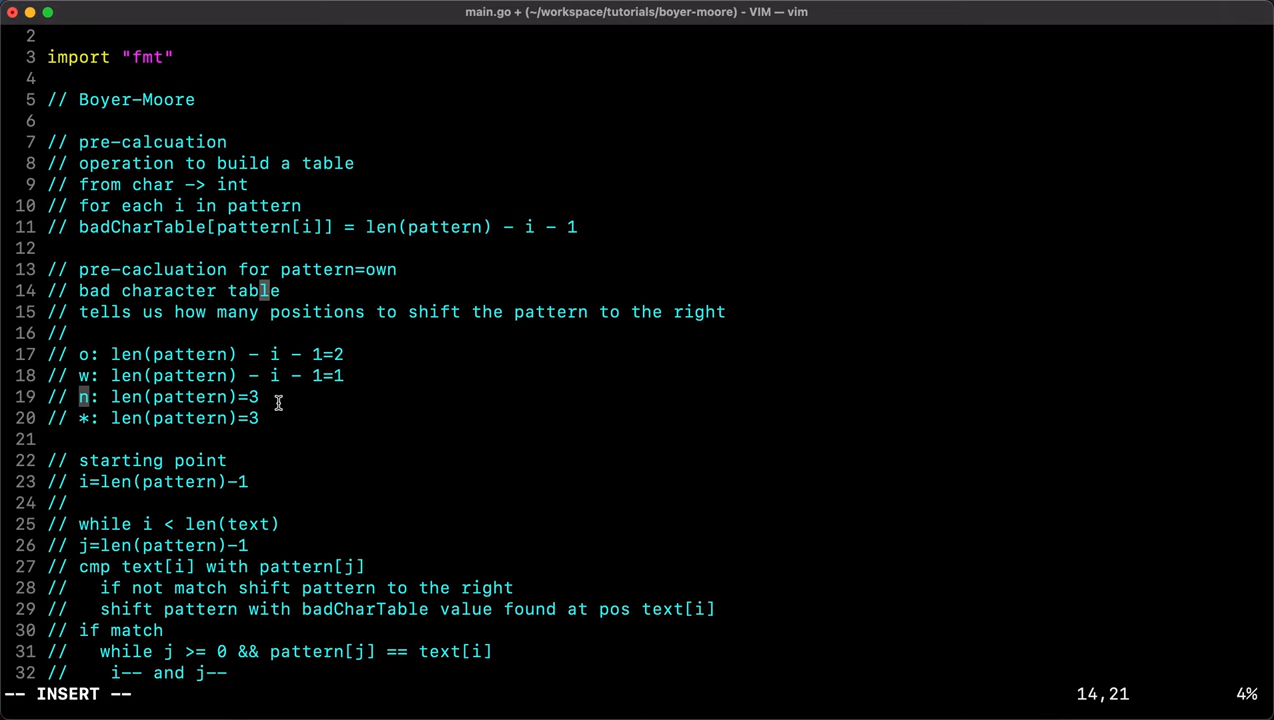 main.go + (~/workspace/tutorials/boyer-moore) - VIM — vim
2
3 import "fmt"
4
5 // Boyer-Moore
6
7 // pre-calcuation
8 // operation to build a table
9 // from char -> int
10 // for each i in pattern
11 // badCharTable[pattern[i]] = len(pattern) - i - 1
12
13 // pre-cacluation for pattern=own
14 // bad character table
15 // tells us how many positions to shift the pattern to the right
16 //
17 // o: len(pattern) - i - 1=2
18 // w: len(pattern) - i - 1=1
19 // n: len(pattern)=3
20 // *: len(pattern)=3
21
22 // starting point
23 // i=len(pattern)-1
24 //
25 // while i < len(text)
26 // j=len(pattern)-1
27 // cmp text[i] with pattern[j]
28 //   if not match shift pattern to the right
29 //   shift pattern with badCharTable value found at pos text[i]
30 // if match
31 //   while j >= 0 && pattern[j] == text[i]
32 //    i-- and j--
-- INSERT -- 14,21 4%